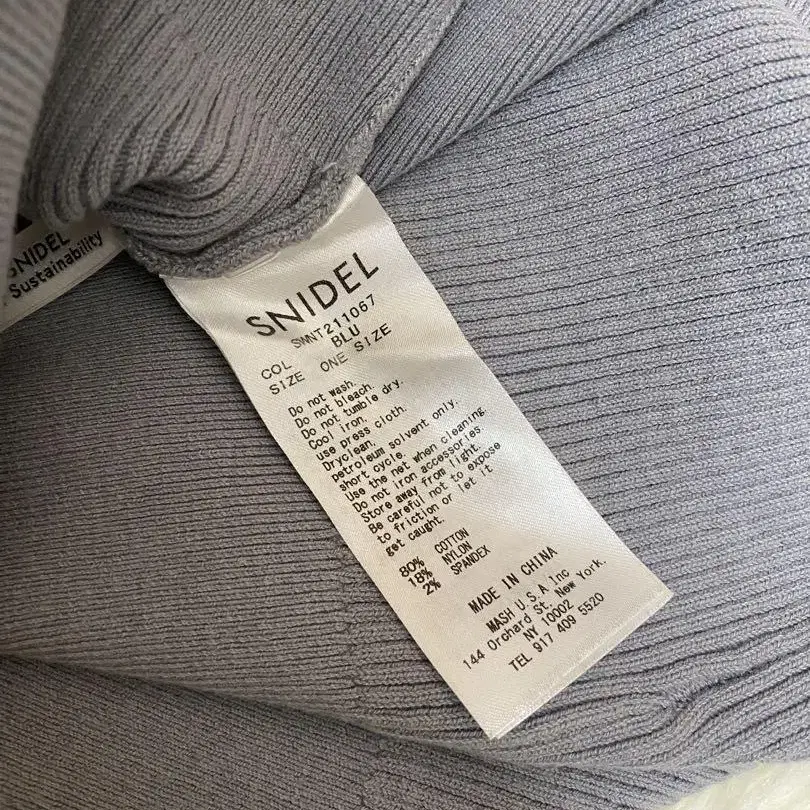 SNIDEL
Sustainability
SNIDEL
SWNT211067
COL BLU
SIZE ONE SIZE
Do not wash.
Do not bleach.
Do not tumble dry.
Cool iron.
use press cloth.
Dryclean,
petroleum solvent only.
short cycle.
Use the net when cleaning.
Do not iron accessories.
Store away from light.
Be careful not to expose
to friction or let it
get caught.
80% COTTON
18% NYLON
2% SPANDEX
MADE IN CHINA
MASH U.S.A Inc
144 Orchard St. New York.
NY 10002
TEL 917 409 5520